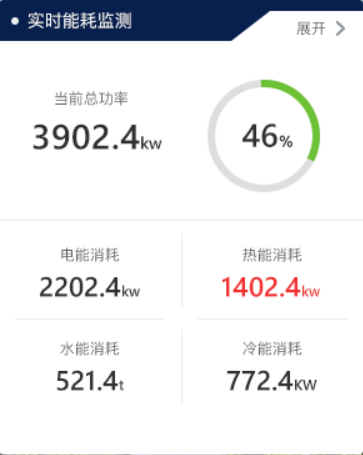 实时能耗监测
展开
当前总功率
3902.4kw
46%
电能消耗
热能消耗
2202.4kw
1402.4kw
水能消耗
冷能消耗
521.4t
772.4KW